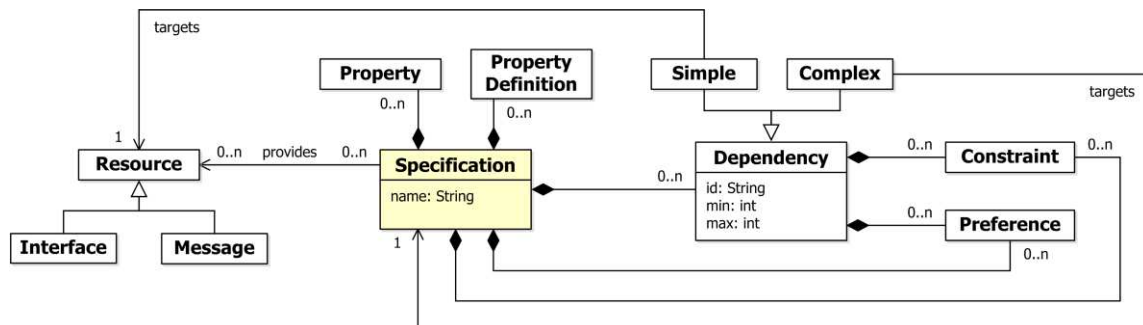 targets
Property
Property
Definition
Simple
Complex
targets
0..n
0..n
1
0..n
provides
0..n
Resource
Specification
name: String
0..n
Dependency
id: String
min: int
max: int
0..n
Constraint
0..n
0..n
Preference
0..n
Interface
Message
1